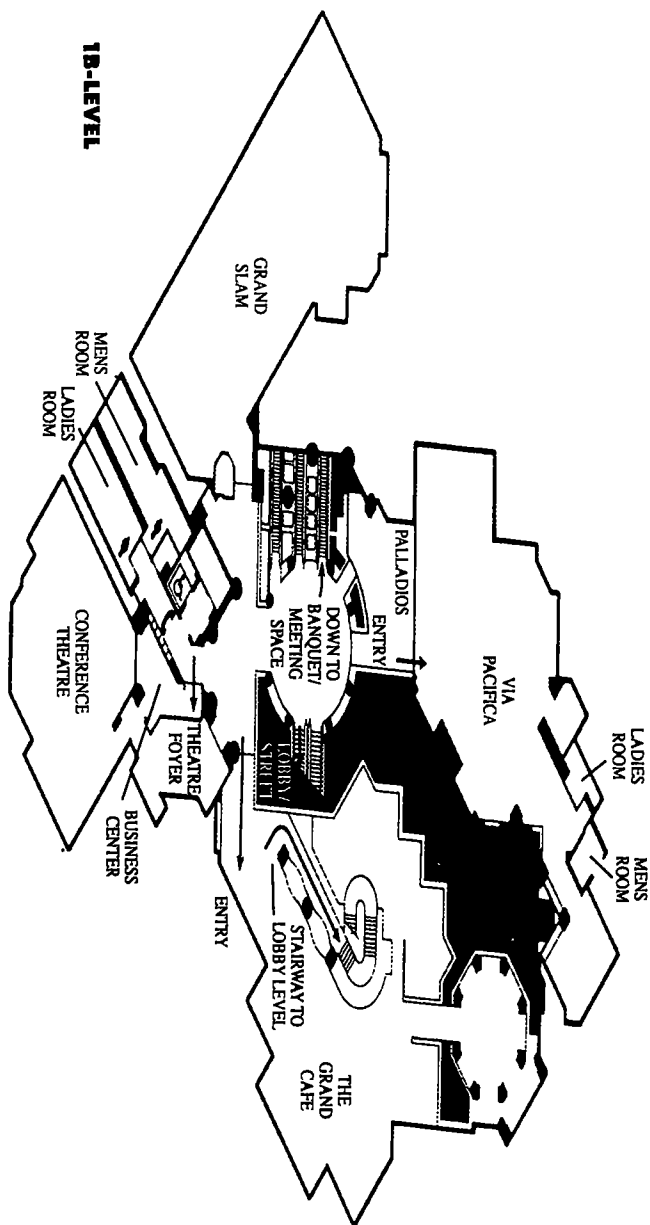 1B-LEVEL
GRAND
SLAM
MENS
ROOM
LADIES
ROOM
CONFERENCE
THEATRE
PALLADIOS
ENTRY
DOWN TO
BANQUET/
MEETING
SPACE
VIA
PACIFICA
LADIES
ROOM
MENS
ROOM
LOBBY/
STREET
THEATRE
FOYER
BUSINESS
CENTER
ENTRY
STAIRWAY TO
LOBBY LEVEL
THE
GRAND
CAFE